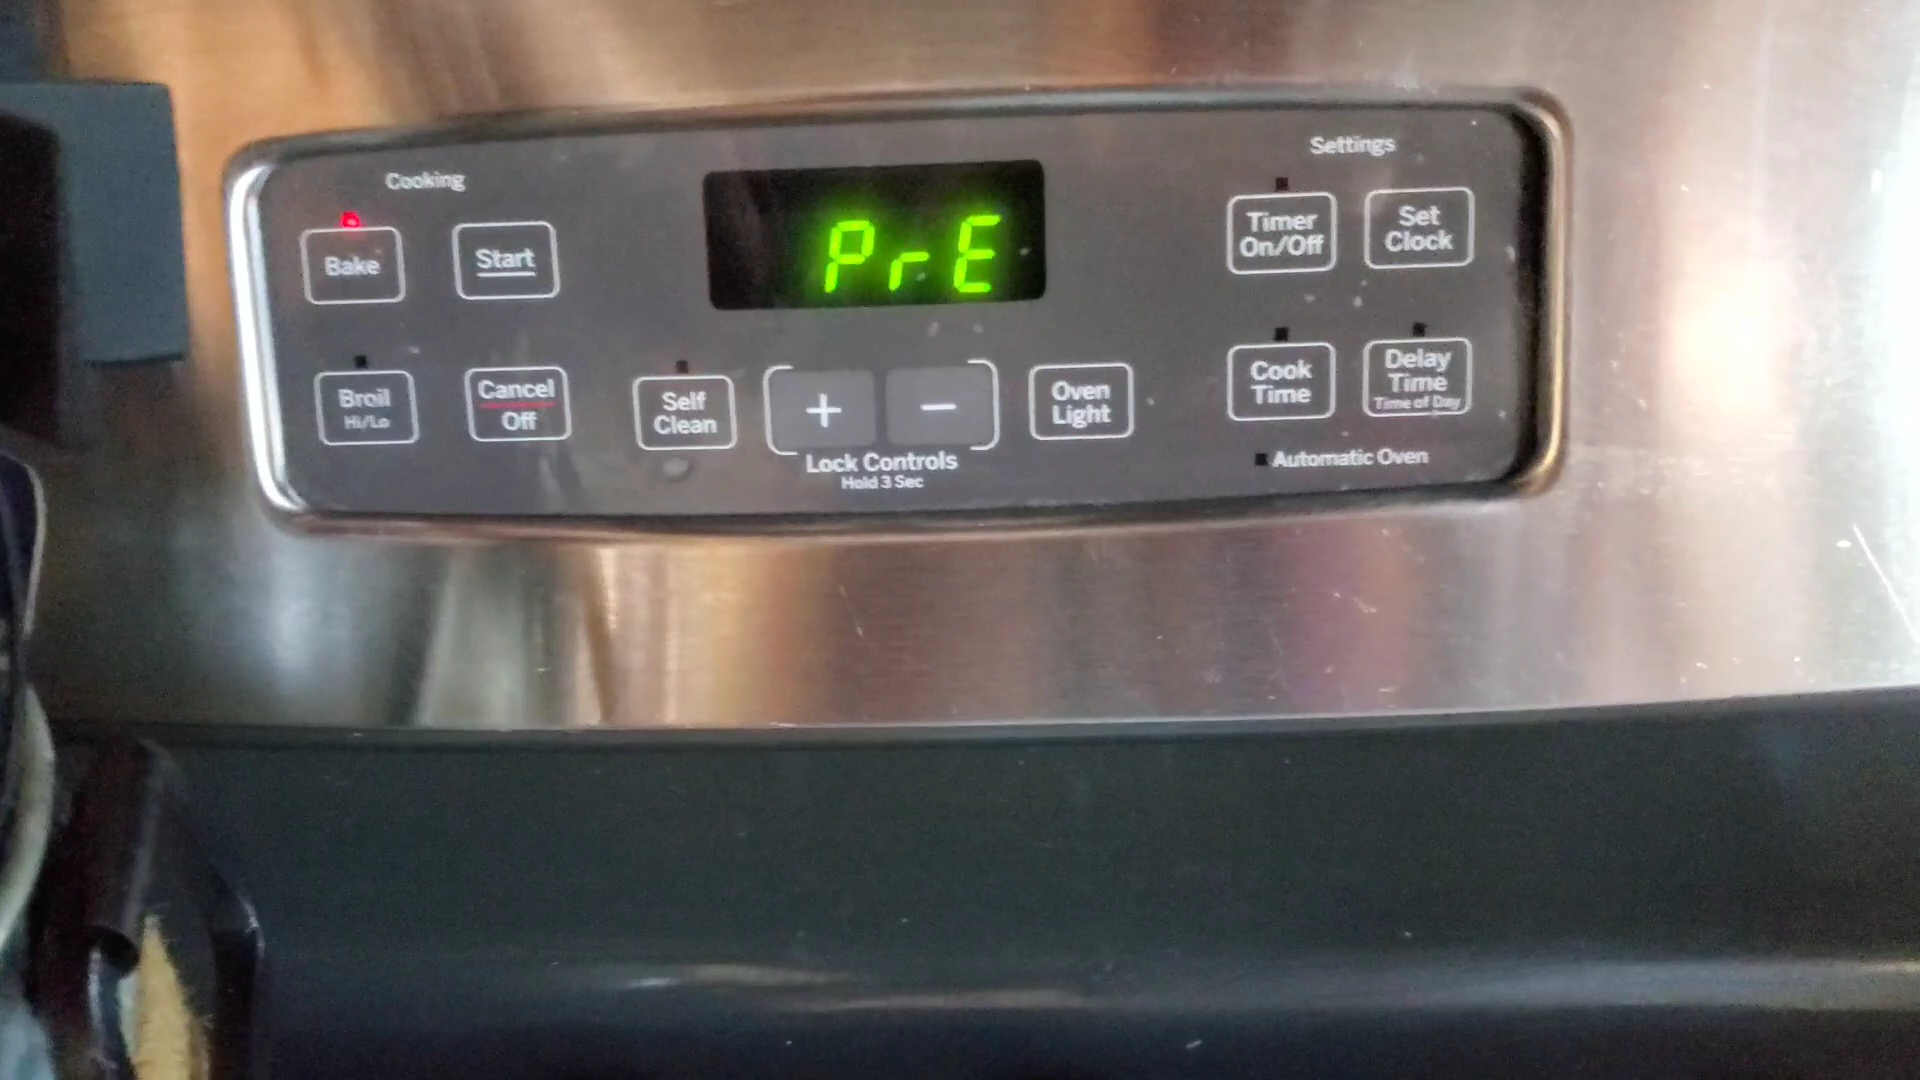 Cooking
Settings
PrE
Bake
Start
Timer
On/Off
Set
Clock
Broil
Hi/Lo
Cancel
Off
Self
Clean
+
−
Lock Controls
Hold 3 Sec
Oven
Light
Cook
Time
Delay
Time
Time of Day
Automatic Oven